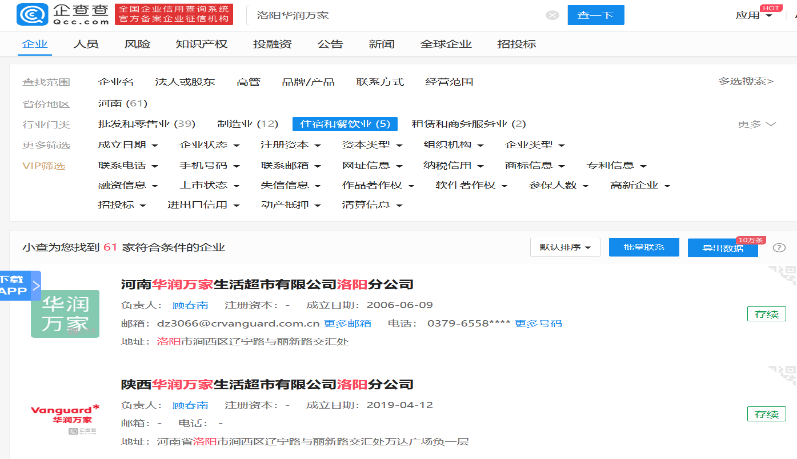 企查查 Qcc.com 全国企业信用查询系统 官方备案企业征信机构 洛阳华润万家 查一下 应用 HOT
企业 人员 风险 知识产权 投融资 公告 新闻 全球企业 招投标
查找范围 企业名 法人或股东 高管 品牌/产品 联系方式 经营范围 多选搜索>
省份地区 河南 (61)
行业门类 批发和零售业 (39) 制造业 (12) 住宿和餐饮业 (5) 租赁和商务服务业 (2) 更多
更多筛选 成立日期 企业状态 注册资本 资本类型 组织机构 企业类型
VIP筛选 联系电话 手机号码 联系邮箱 网址信息 纳税信用 商标信息 专利信息
融资信息 上市状态 失信信息 作品著作权 软件著作权 参保人数 高新企业
招投标 进出口信用 动产抵押 清算信息
小查为您找到 61 家符合条件的企业 默认排序 批量联系 导出数据 10万条
下载APP
河南华润万家生活超市有限公司洛阳分公司
华润万家
负责人： 顾春南 注册资本：- 成立日期：2006-06-09
邮箱：dz3066@crvanguard.com.cn 更多邮箱 电话： 0379-6558**** 更多号码
存续
地址：洛阳市涧西区辽宁路与丽新路交汇处
陕西华润万家生活超市有限公司洛阳分公司
Vanguard 华润万家
负责人： 顾春南 注册资本：- 成立日期：2019-04-12
邮箱：- 电话：-
存续
地址：河南省洛阳市涧西区辽宁路与丽新路交汇处万达广场负一层